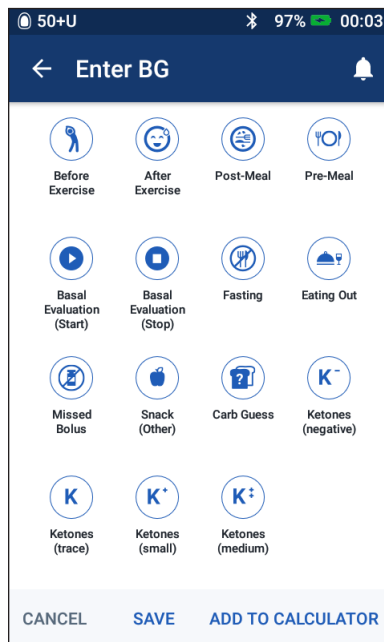 50+U 97% 00:03
Enter BG
Before Exercise
After Exercise
Post-Meal
Pre-Meal
Basal Evaluation (Start)
Basal Evaluation (Stop)
Fasting
Eating Out
Missed Bolus
Snack (Other)
?
Carb Guess
K⁻
Ketones (negative)
K
Ketones (trace)
K⁺
Ketones (small)
K‡
Ketones (medium)
CANCEL SAVE ADD TO CALCULATOR